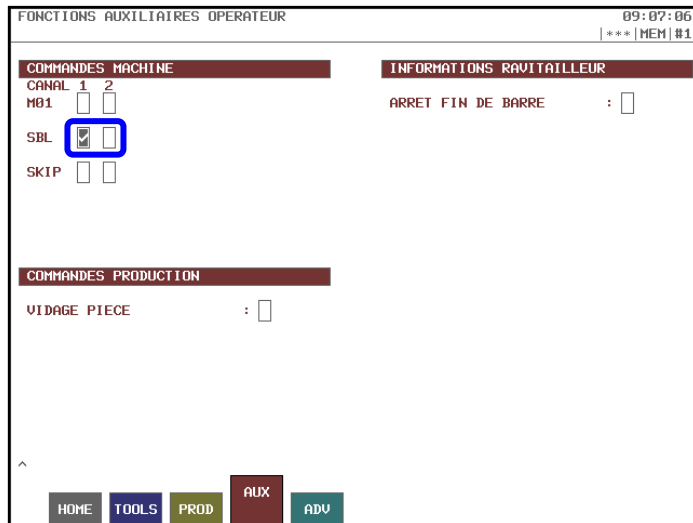 FONCTIONS AUXILIAIRES OPERATEUR
09:07:06
|***|MEM|#1
COMMANDES MACHINE
CANAL 1 2
M01
SBL
SKIP
INFORMATIONS RAVITAILLEUR
ARRET FIN DE BARRE :
COMMANDES PRODUCTION
VIDAGE PIECE :
^
HOME TOOLS PROD AUX ADV